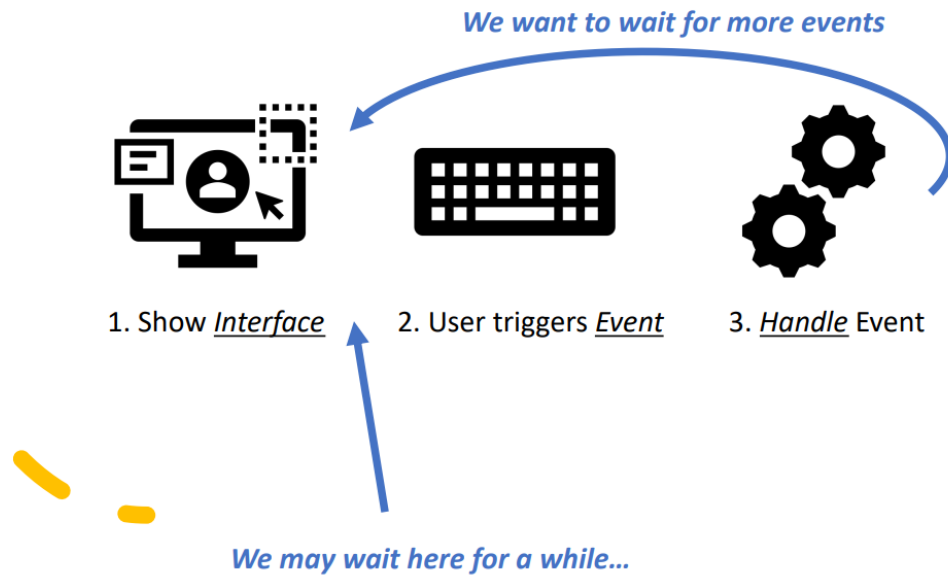 We want to wait for more events
1. Show Interface
2. User triggers Event
3. Handle Event
We may wait here for a while…